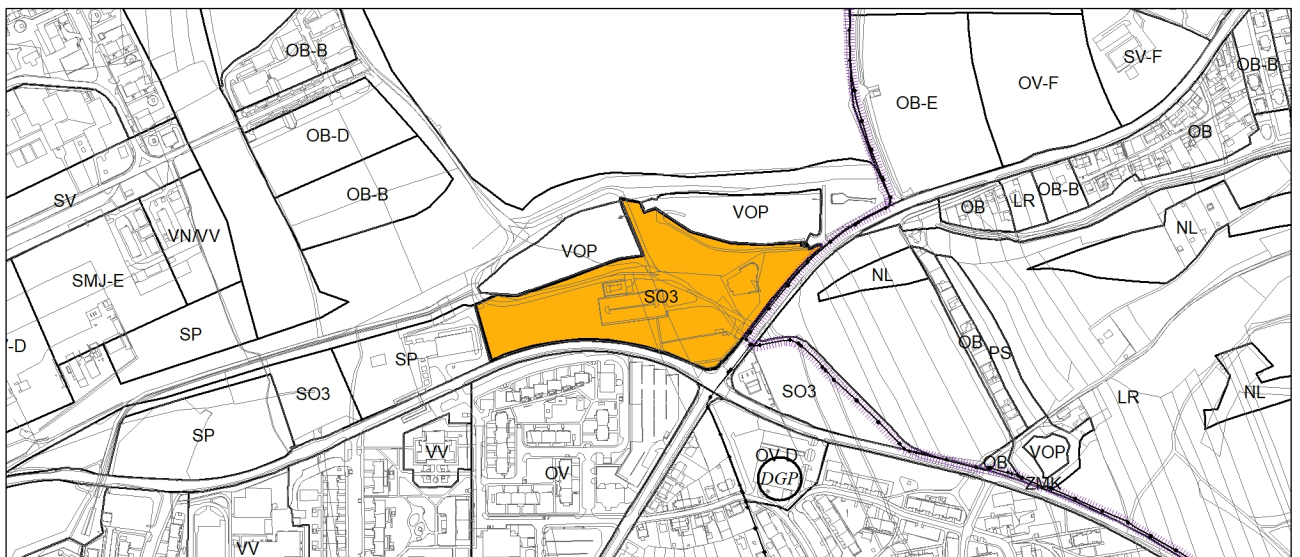 OB-B
SV-F
OB-B
OB-E
OV-F
OB-D
OB
OB-B
OB-B
SV
LR
OB
VN/VV
VOP
NL
VOP
SMJ-E
NL
SO3
SP
OB
PS
SP
SO3
SO3
LR
NL
SP
VV
OV
OV-D
VOP
OB
DGP
ZMK
VV